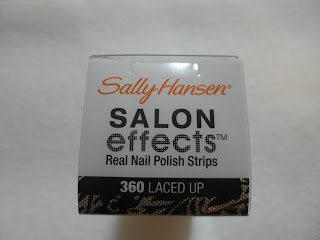 Sally Hansen®
SALON
effects™
Real Nail Polish Strips
360 LACED UP